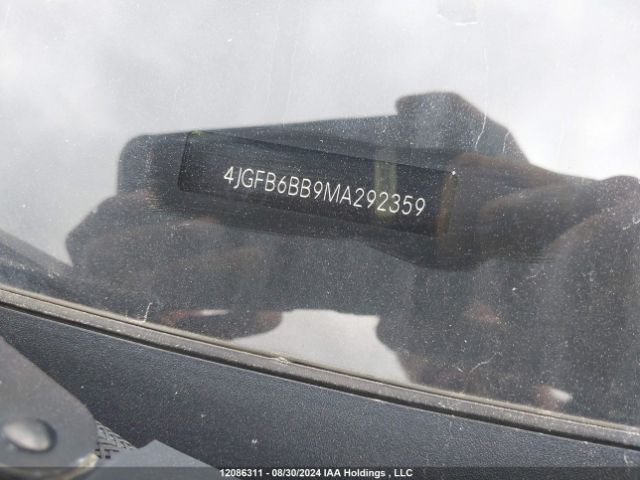 4JGFB6BB9MA292359
12086311 - 08/30/2024 IAA Holdings , LLC